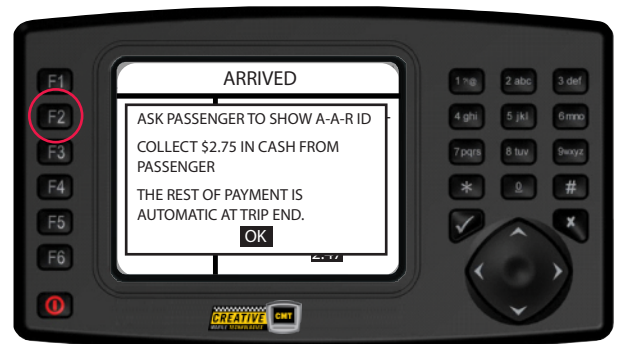 ARRIVED
ASK PASSENGER TO SHOW A-A-R ID
COLLECT $2.75 IN CASH FROM
PASSENGER
THE REST OF PAYMENT IS
AUTOMATIC AT TRIP END.
OK
F1
F2
F3
F4
F5
F6
1 ?@ 2 abc 3 def
4 ghi 5 jkl 6 mno
7 pqrs 8 tuv 9 wxyz
* 0 #
CREATIVE CMT
MOBILE TECHNOLOGIES